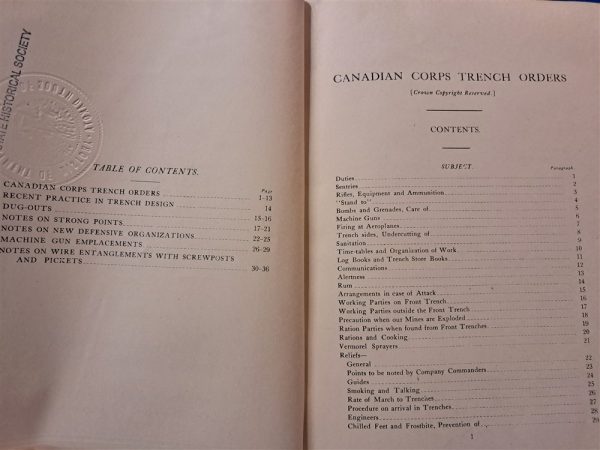 STATE HISTORICAL SOCIETY
TABLE OF CONTENTS.
Page
CANADIAN CORPS TRENCH ORDERS 1-13
RECENT PRACTICE IN TRENCH DESIGN 14
DUG-OUTS 15-16
NOTES ON STRONG POINTS 17-21
NOTES ON NEW DEFENSIVE ORGANIZATIONS 22-25
MACHINE GUN EMPLACEMENTS 26-29
NOTES ON WIRE ENTANGLEMENTS WITH SCREWPOSTS
AND PICKETS 30-36
CANADIAN CORPS TRENCH ORDERS
[Crown Copyright Reserved.]
CONTENTS.
SUBJECT. Paragraph.
Duties 1
Sentries 2
Rifles, Equipment and Ammunition 3
"Stand to" 4
Bombs and Grenades, Care of 5
Machine Guns 6
Firing at Aeroplanes 7
Trench sides, Undercutting of 8
Sanitation 9
Time-tables and Organization of Work 10
Log Books and Trench Store Books 11
Communications 12
Alertness 13
Rum 14
Arrangements in case of Attack 15
Working Parties on Front Trench 16
Working Parties outside the Front Trench 17
Precaution when our Mines are Exploded 18
Ration Parties when found from Front Trenches 19
Rations and Cooking 20
Vermorel Sprayers 21
Reliefs—
General 22
Points to be noted by Company Commanders 23
Guides 24
Smoking and Talking 25
Rate of March to Trenches 26
Procedure on arrival in Trenches 27
Engineers 28
Chilled Feet and Frostbite, Prevention of 29
1